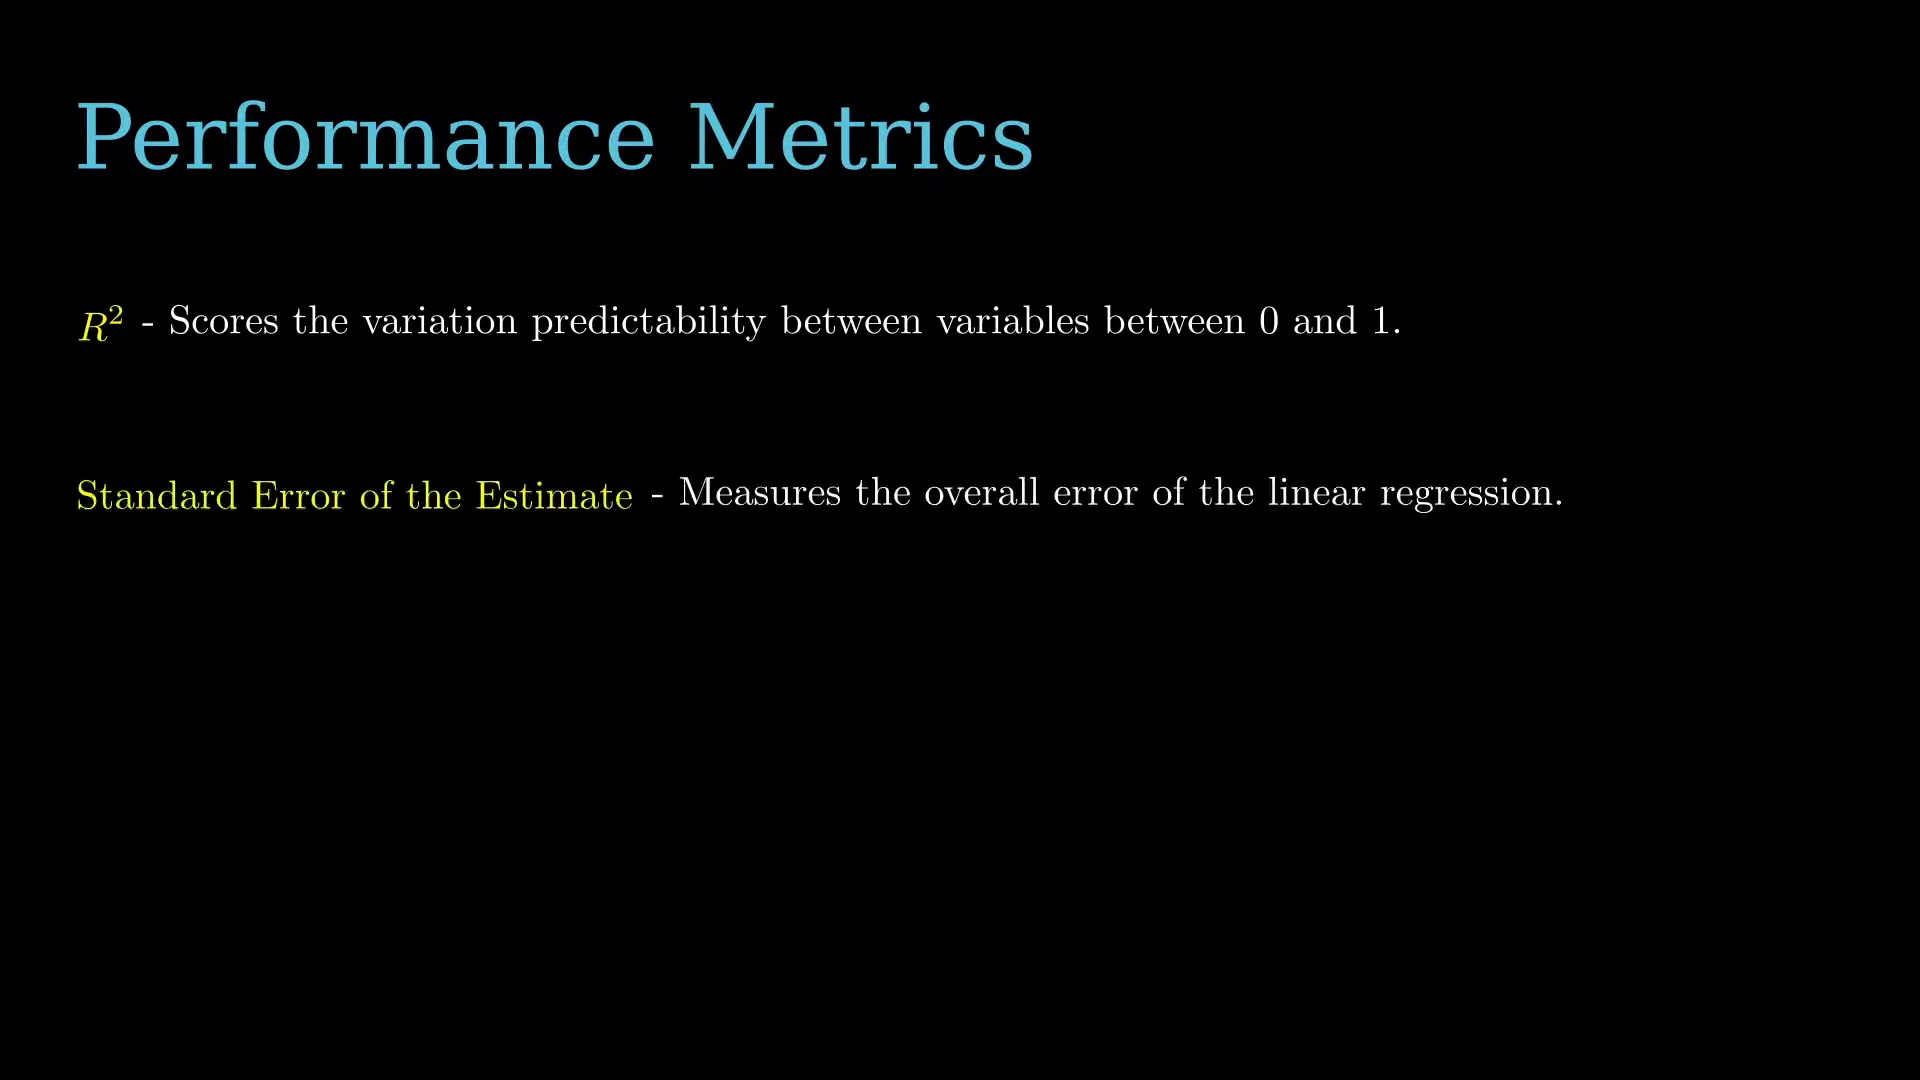 Performance Metrics
R² - Scores the variation predictability between variables between 0 and 1.
Standard Error of the Estimate - Measures the overall error of the linear regression.